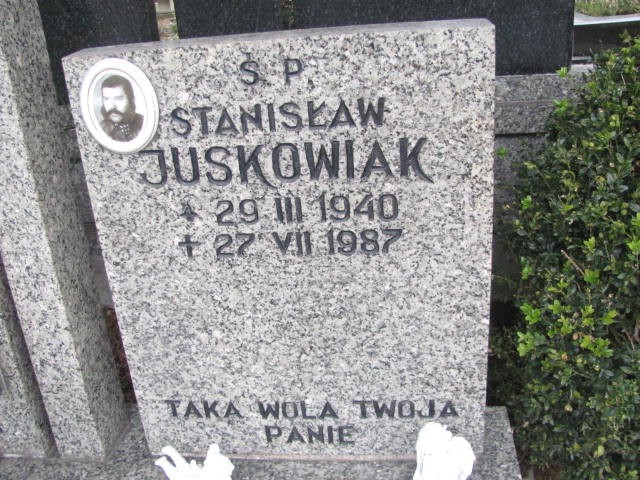 Ś. P.
STANISŁAW
JUSKOWIAK
* 29 III 1940
+ 27 VII 1987
TAKA WOLA TWOJA
PANIE